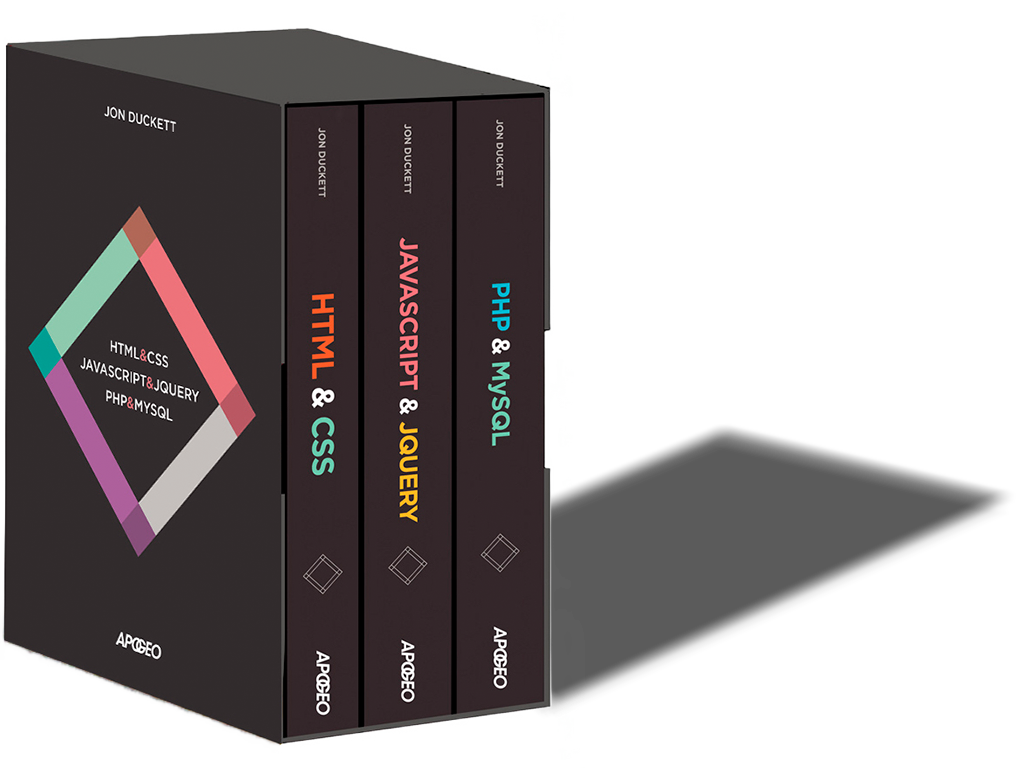 JON DUCKETT
HTML&CSS
JAVASCRIPT&JQUERY
PHP&MYSQL
APOGEO
JON DUCKETT
HTML & CSS
APOGEO
JON DUCKETT
JAVASCRIPT & JQUERY
APOGEO
JON DUCKETT
PHP & MySQL
APOGEO